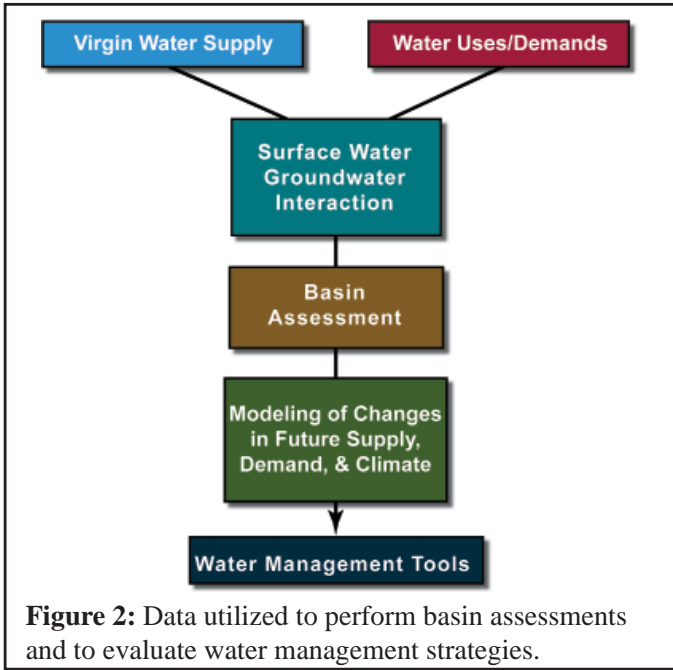 Virgin Water Supply
Water Uses/Demands
Surface Water
Groundwater
Interaction
Basin
Assessment
Modeling of Changes
in Future Supply,
Demand, & Climate
Water Management Tools
Figure 2: Data utilized to perform basin assessments
and to evaluate water management strategies.